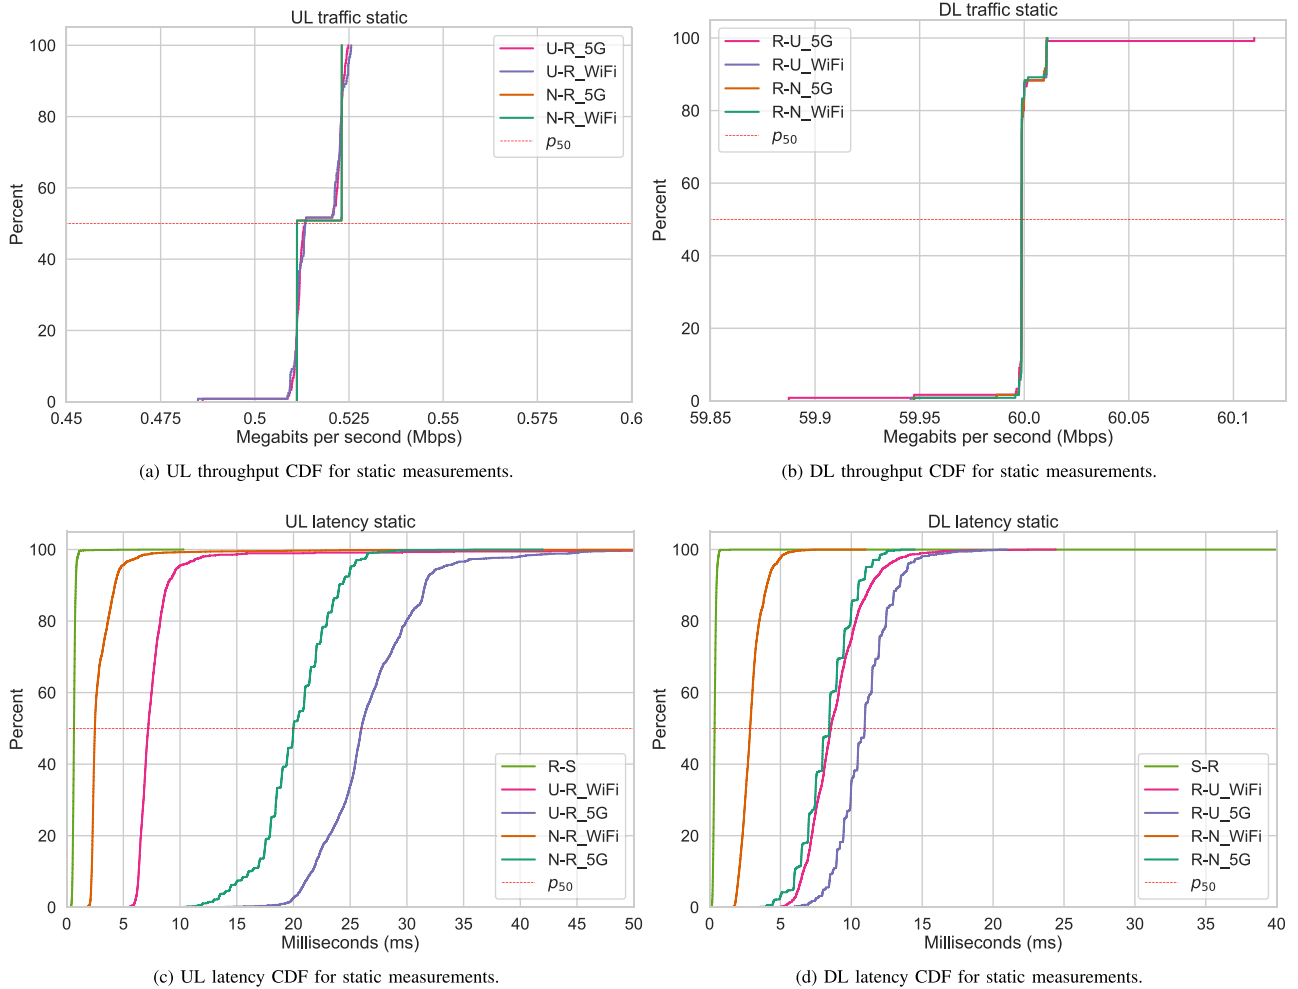 UL traffic static
Percent
100
80
60
40
20
0
U-R_5G
U-R_WiFi
N-R_5G
N-R_WiFi
p50
0.45 0.475 0.5 0.525 0.55 0.575 0.6
Megabits per second (Mbps)
(a) UL throughput CDF for static measurements.
DL traffic static
Percent
100
80
60
40
20
0
R-U_5G
R-U_WiFi
R-N_5G
R-N_WiFi
p50
59.85 59.9 59.95 60.0 60.05 60.1
Megabits per second (Mbps)
(b) DL throughput CDF for static measurements.
UL latency static
Percent
100
80
60
40
20
0
R-S
U-R_WiFi
U-R_5G
N-R_WiFi
N-R_5G
p50
0 5 10 15 20 25 30 35 40 45 50
Milliseconds (ms)
(c) UL latency CDF for static measurements.
DL latency static
Percent
100
80
60
40
20
0
S-R
R-U_WiFi
R-U_5G
R-N_WiFi
R-N_5G
p50
0 5 10 15 20 25 30 35 40
Milliseconds (ms)
(d) DL latency CDF for static measurements.